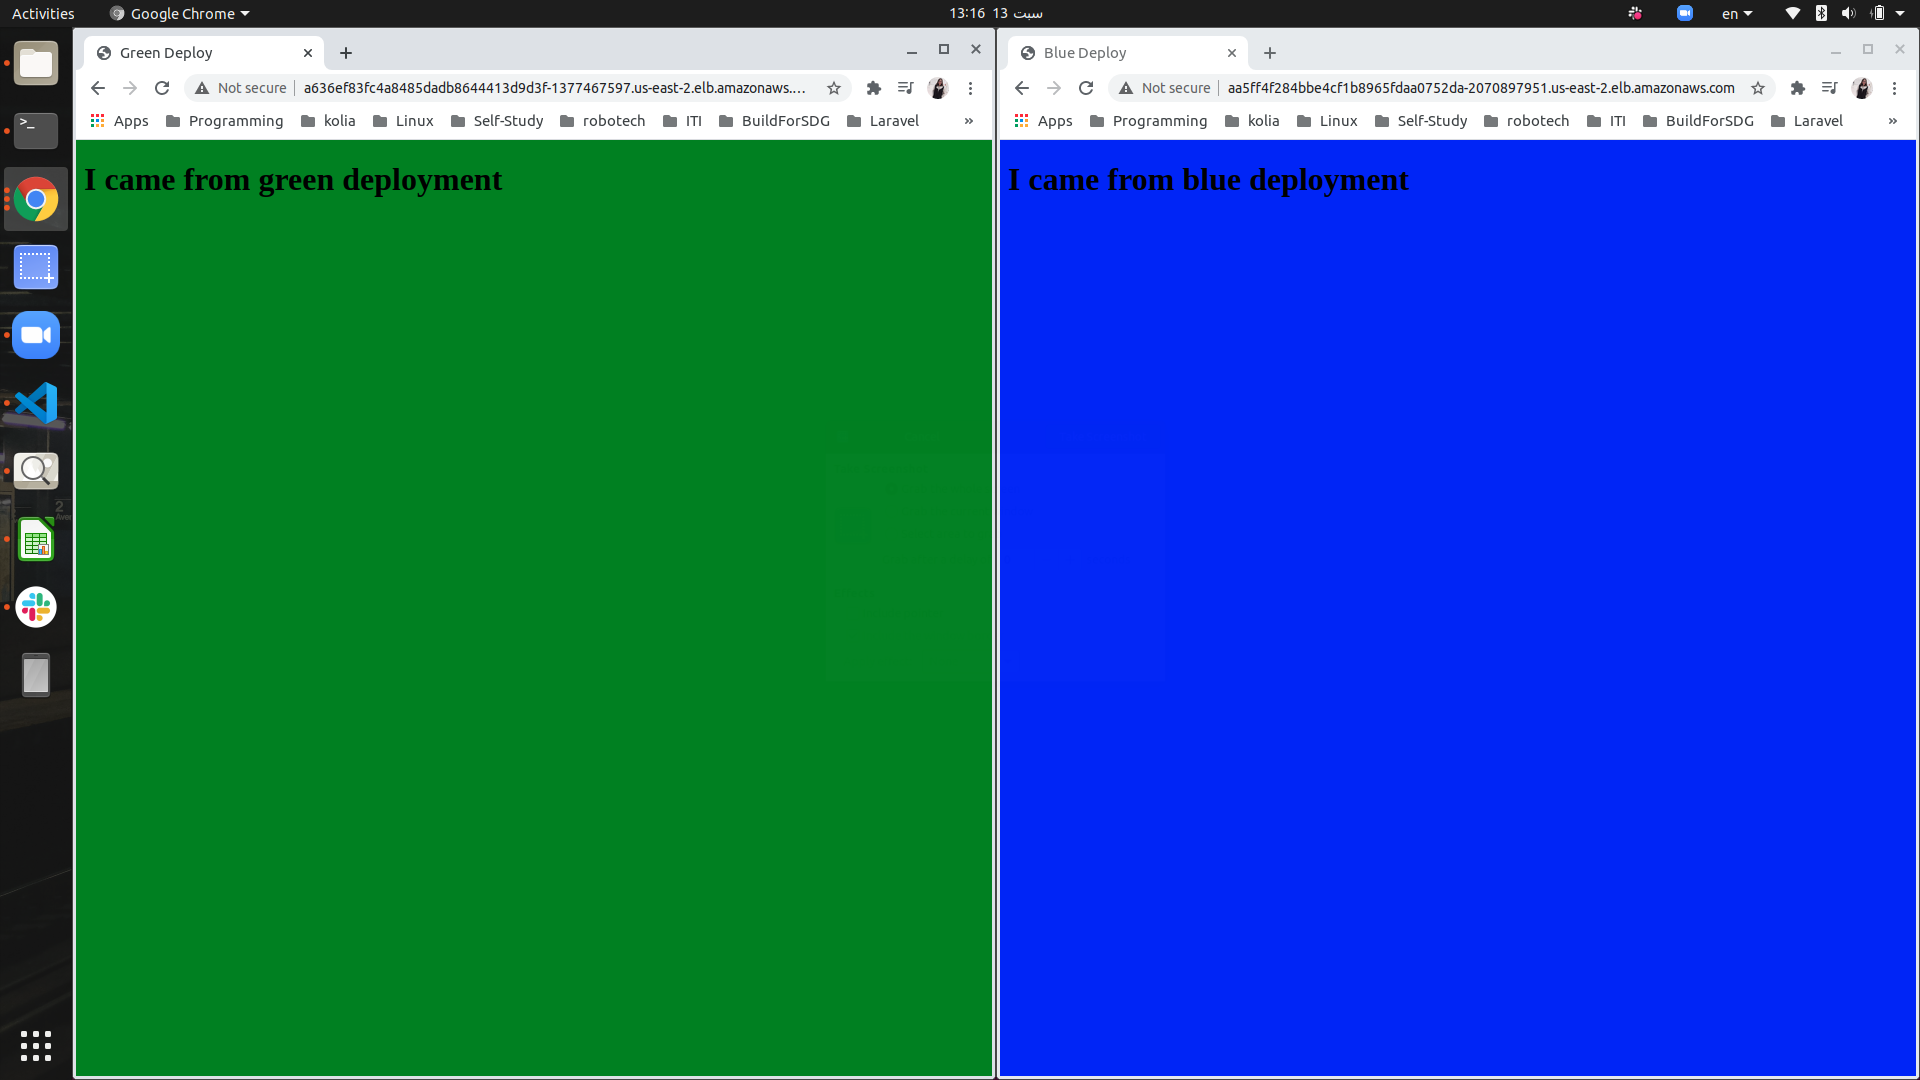 Activities
Google Chrome
13:16 13 سبت
en
Green Deploy
Not secure
a636ef83fc4a8485dadb8644413d9d3f-1377467597.us-east-2.elb.amazonaws....
Apps
Programming
kolia
Linux
Self-Study
robotech
ITI
BuildForSDG
Laravel
»
I came from green deployment
Blue Deploy
Not secure
aa5ff4f284bbe4cf1b8965fdaa0752da-2070897951.us-east-2.elb.amazonaws.com
Apps
Programming
kolia
Linux
Self-Study
robotech
ITI
BuildForSDG
Laravel
»
I came from blue deployment